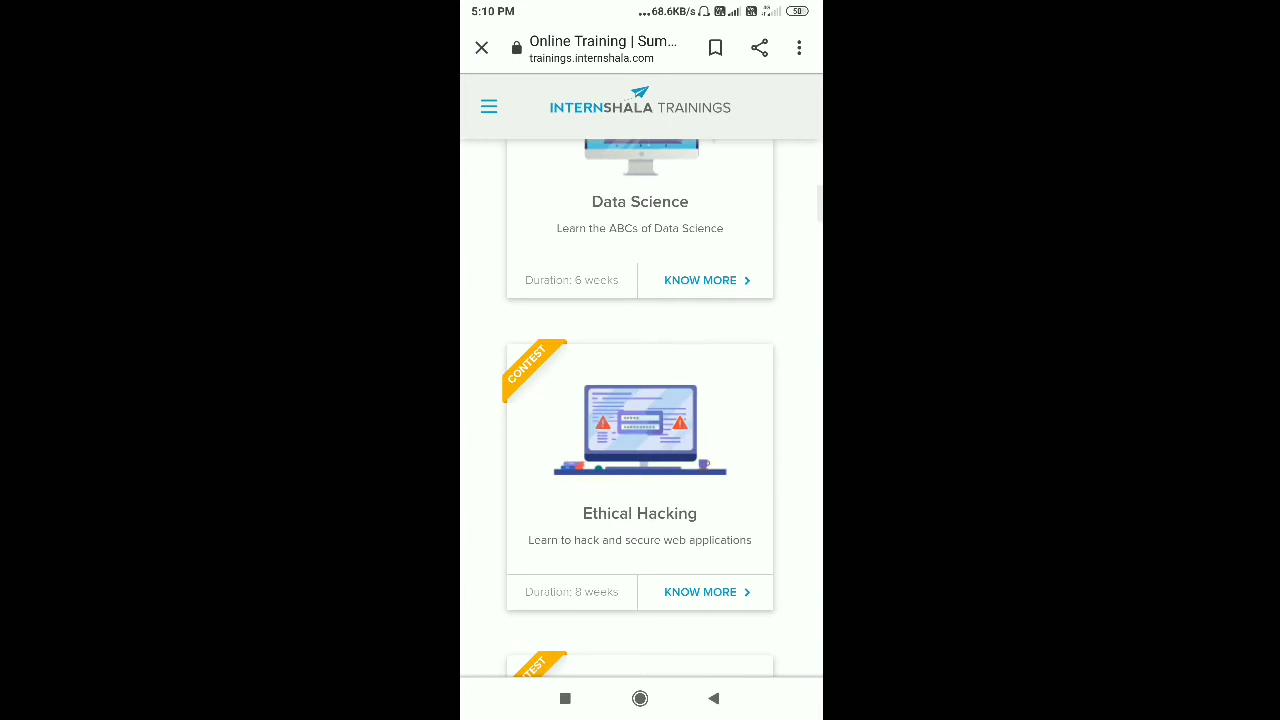 5:10 PM
...68.6KB/s
50
Online Training | Sum...
trainings.internshala.com
INTERNSHALA TRAININGS
Data Science
Learn the ABCs of Data Science
Duration: 6 weeks
KNOW MORE
CONTEST
Ethical Hacking
Learn to hack and secure web applications
Duration: 8 weeks
KNOW MORE